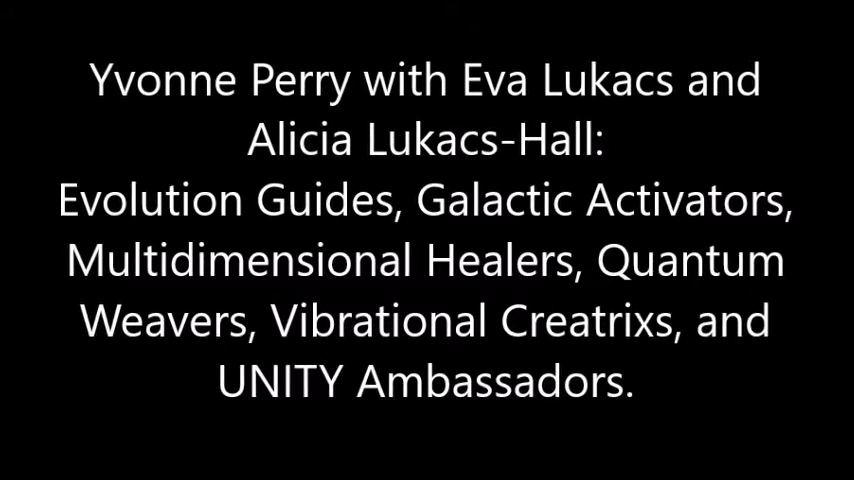 Yvonne Perry with Eva Lukacs and
Alicia Lukacs-Hall:
Evolution Guides, Galactic Activators,
Multidimensional Healers, Quantum
Weavers, Vibrational Creatrixs, and
UNITY Ambassadors.